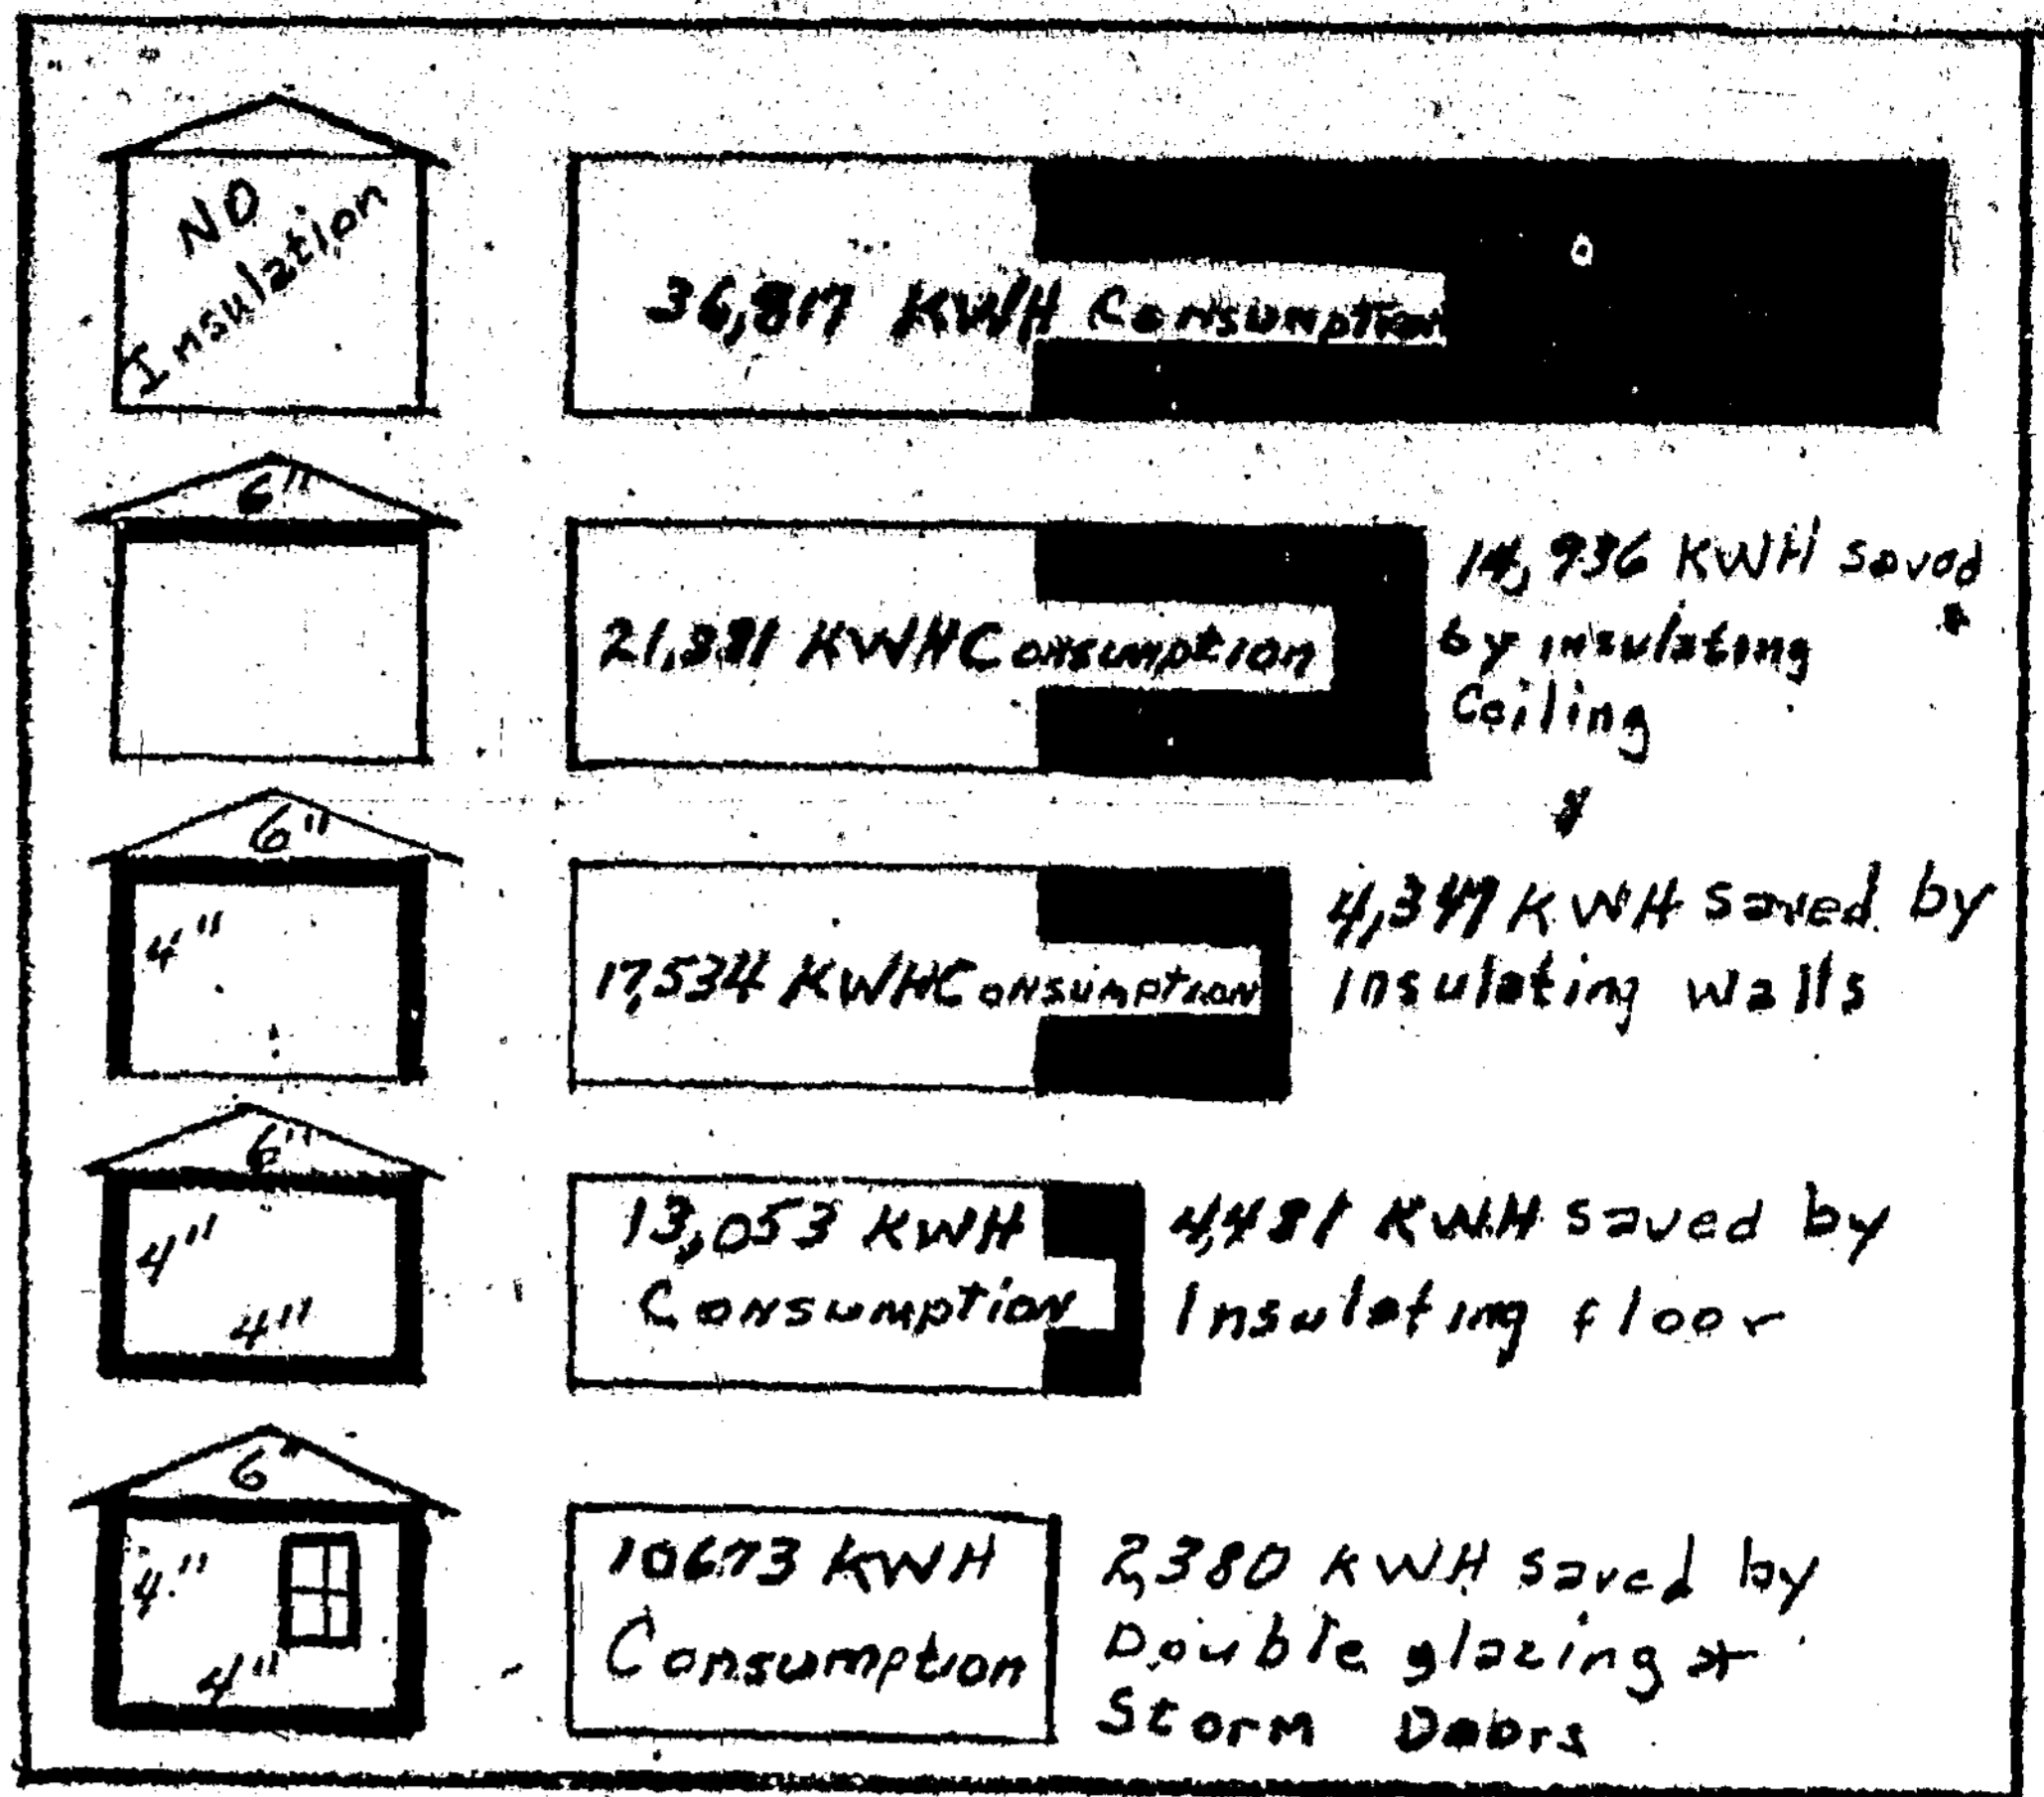 NO
Insulation
36,817 KWH Consumption
6"
21,881 KWH Consumption
14,936 KWH saved
by insulating
Ceiling
6"
4"
17,534 KWH Consumption
4,347 KWH saved by
insulating walls
6"
4"
4"
13,053 KWH
Consumption
4,481 KWH saved by
Insulating floor
6"
4"
4"
10673 KWH
Consumption
2,380 KWH saved by
Double glazing +
Storm Doors